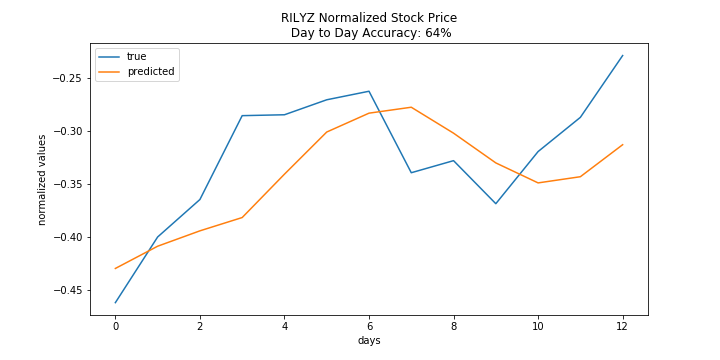 RILYZ Normalized Stock Price
Day to Day Accuracy: 64%
true
predicted
normalized values
−0.25
−0.30
−0.35
−0.40
−0.45
0 2 4 6 8 10 12
days